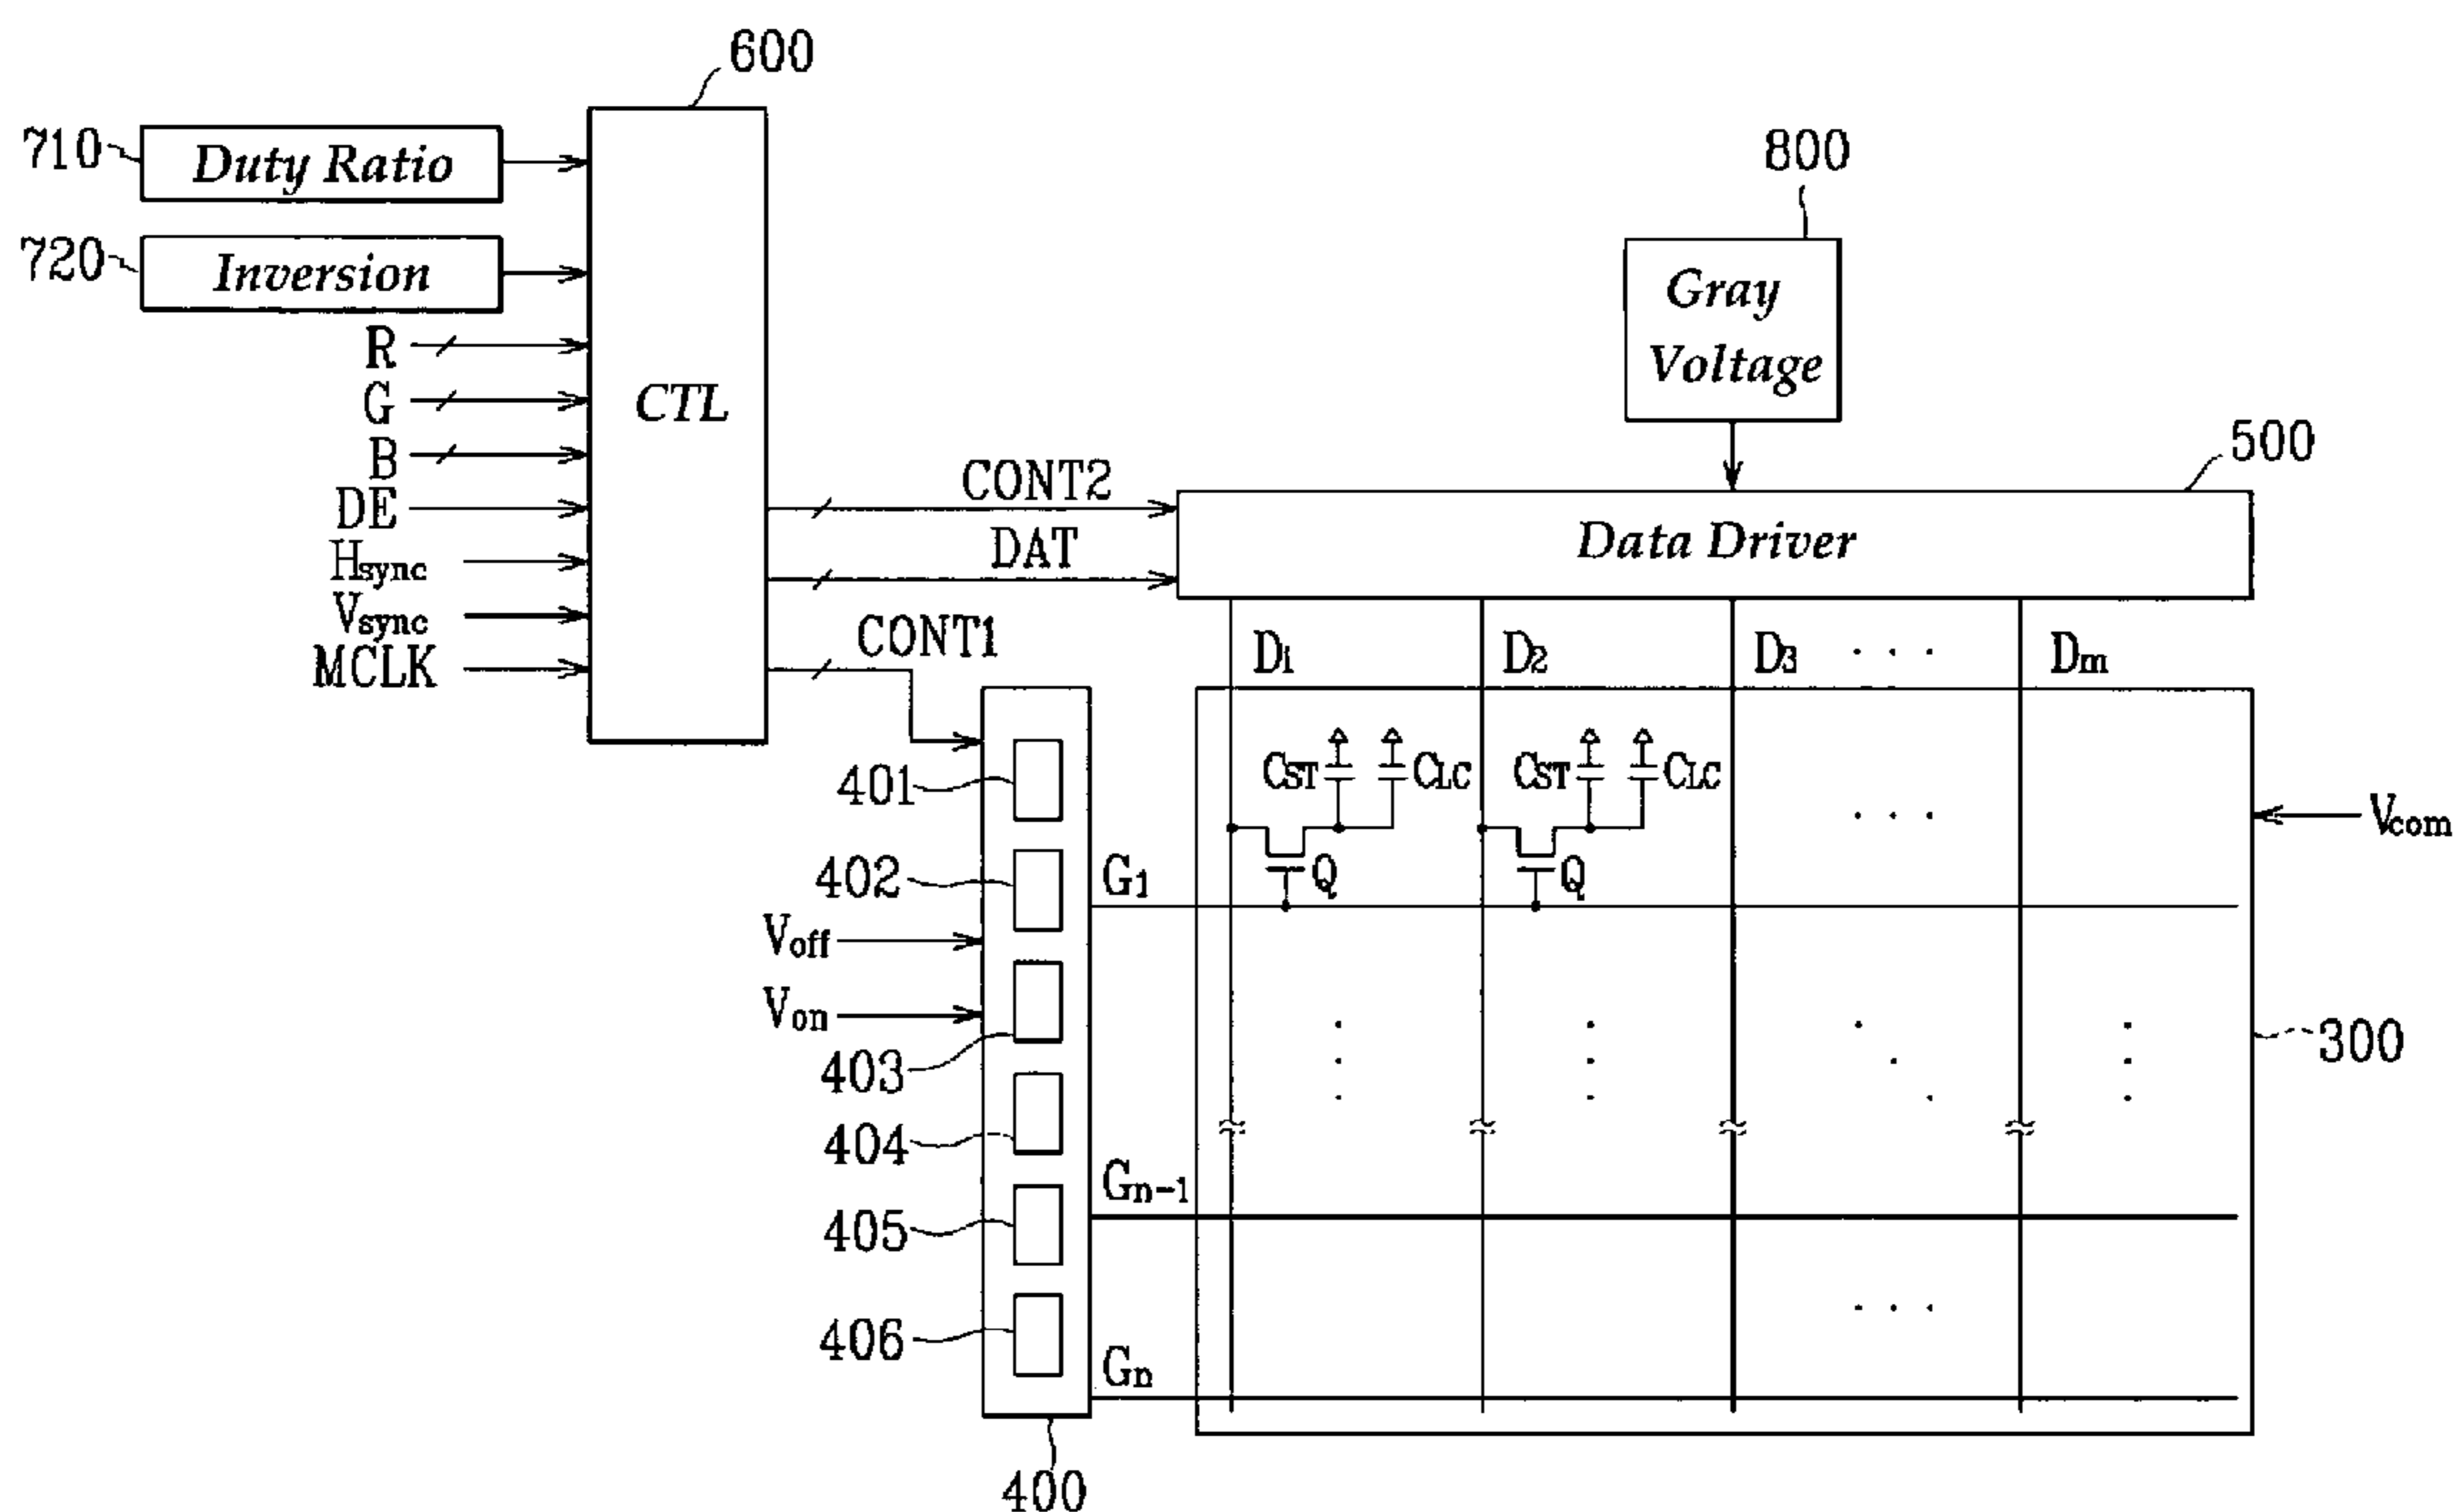 600
710
Duty Ratio
800
720
Inversion
Gray
Voltage
R
G
CTL
B
500
DE
CONT2
Data Driver
Hsync
DAT
Vsync
CONT1
MCLK
D1 D2 D3 . . . Dm
401
CST CLC CST CLC
. . .
Vcom
402
G1
Q Q
Voff
Von
403
300
404
Gn-1
405
406
. . .
Gn
400